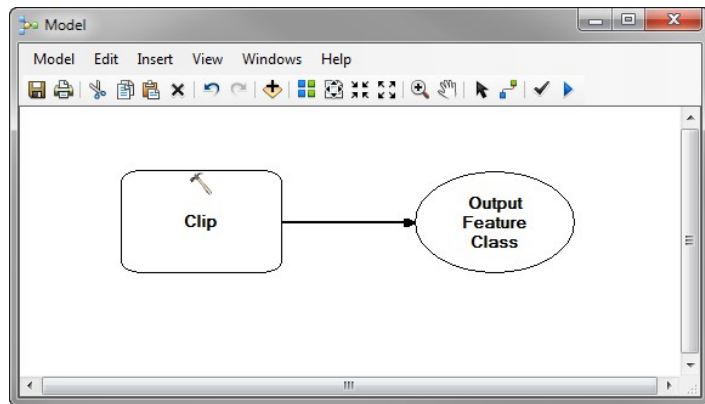 Model
Model Edit Insert View Windows Help
Clip
Output
Feature
Class